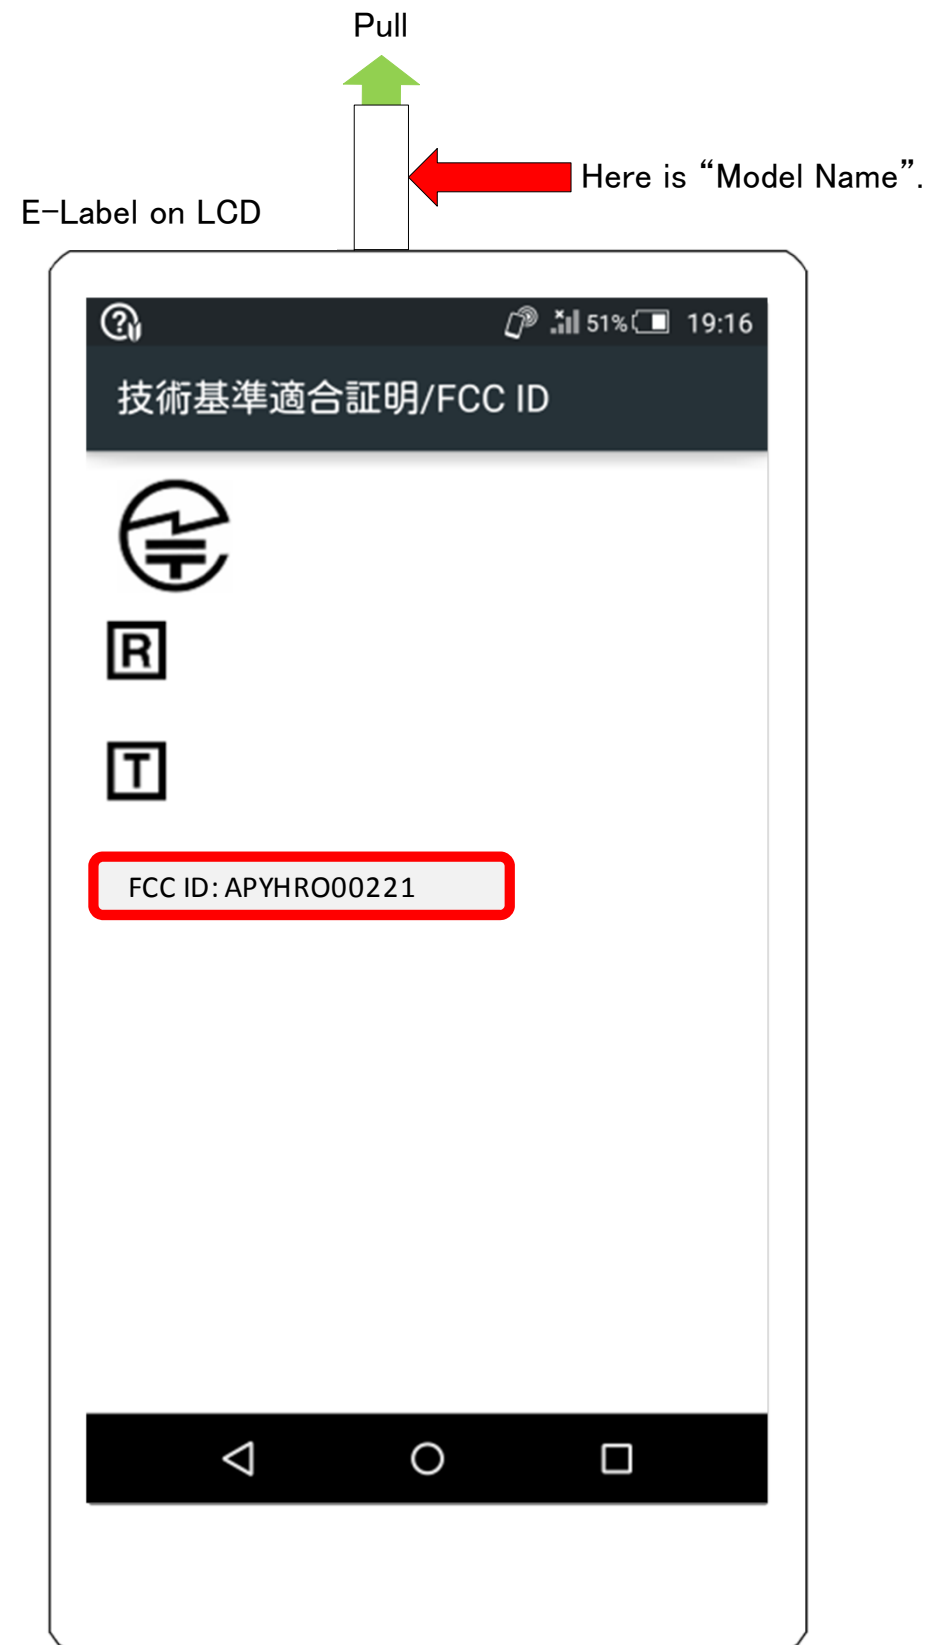 Pull
Here is “Model Name”.
E-Label on LCD
51% 19:16
技術基準適合証明/FCC ID
R
T
FCC ID: APYHRO00221